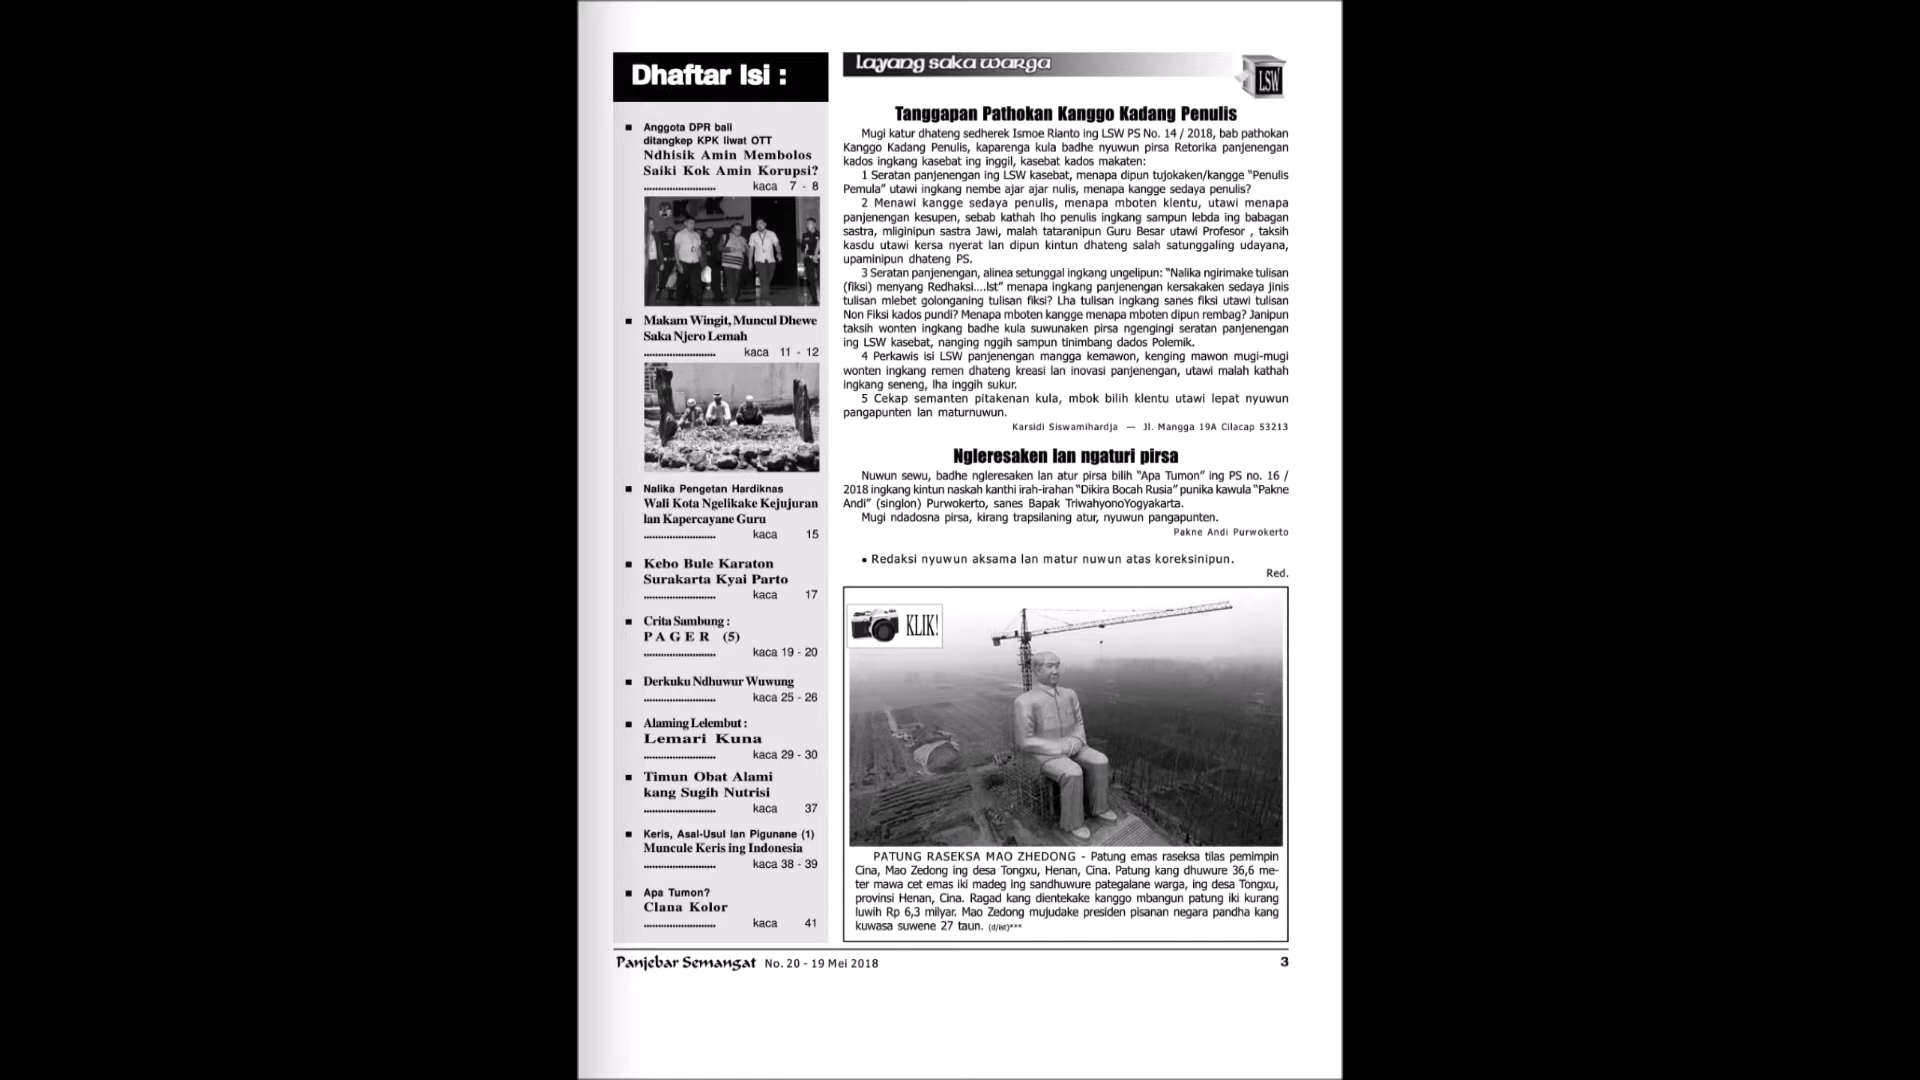 Dhaftar Isi :
Anggota DPR bali
ditangkep KPK liwat OTT
Ndhisik Amin Membolos
Saiki Kok Amin Korupsi?
......................... kaca 7 - 8
Makam Wingit, Muncul Dhewe
Saka Njero Lemah
......................... kaca 11 - 12
Nalika Pengetan Hardiknas
Wali Kota Ngelikake Kejujuran
lan Kapercayane Guru
......................... kaca 15
Kebo Bule Karaton
Surakarta Kyai Parto
......................... kaca 17
Crita Sambung :
P A G E R (5)
......................... kaca 19 - 20
Derkuku Ndhuwur Wuwung
......................... kaca 25 - 26
Alaming Lelembut :
Lemari Kuna
......................... kaca 29 - 30
Timun Obat Alami
kang Sugih Nutrisi
......................... kaca 37
Keris, Asal-Usul lan Pigunane (1)
Muncule Keris ing Indonesia
......................... kaca 38 - 39
Apa Tumon?
Clana Kolor
......................... kaca 41
Layang saka warga
LSW
Tanggapan Pathokan Kanggo Kadang Penulis
Mugi katur dhateng sedherek Ismoe Rianto ing LSW PS No. 14 / 2018, bab pathokan
Kanggo Kadang Penulis, kaparenga kula badhe nyuwun pirsa Retorika panjenengan
kados ingkang kasebat ing inggil, kasebat kados makaten:
1 Seratan panjenengan ing LSW kasebat, menapa dipun tujokaken/kangge “Penulis
Pemula” utawi ingkang nembe ajar ajar nulis, menapa kangge sedaya penulis?
2 Menawi kangge sedaya penulis, menapa mboten klentu, utawi menapa
panjenengan kesupen, sebab kathah lho penulis ingkang sampun lebda ing babagan
sastra, mliginipun sastra Jawi, malah tataranipun Guru Besar utawi Profesor , taksih
kasdu utawi kersa nyerat lan dipun kintun dhateng salah satunggaling udayana,
upaminipun dhateng PS.
3 Seratan panjenengan, alinea setunggal ingkang ungelipun: “Nalika ngirimake tulisan
(fiksi) menyang Redhaksi....lst” menapa ingkang panjenengan kersakaken sedaya jinis
tulisan mlebet golonganing tulisan fiksi? Lha tulisan ingkang sanes fiksi utawi tulisan
Non Fiksi kados pundi? Menapa mboten kangge menapa mboten dipun rembag? Janipun
taksih wonten ingkang badhe kula suwunaken pirsa ngengingi seratan panjenengan
ing LSW kasebat, nanging nggih sampun tinimbang dados Polemik.
4 Perkawis isi LSW panjenengan mangga kemawon, kenging mawon mugi-mugi
wonten ingkang remen dhateng kreasi lan inovasi panjenengan, utawi malah kathah
ingkang seneng, lha inggih sukur.
5 Cekap semanten pitakenan kula, mbok bilih klentu utawi lepat nyuwun
pangapunten lan maturnuwun.
Karsidi Siswamihardja — Jl. Mangga 19A Cilacap 53213
Ngleresaken lan ngaturi pirsa
Nuwun sewu, badhe ngleresaken lan atur pirsa bilih “Apa Tumon” ing PS no. 16 /
2018 ingkang kintun naskah kanthi irah-irahan “Dikira Bocah Rusia” punika kawula “Pakne
Andi” (singlon) Purwokerto, sanes Bapak TriwahyonoYogyakarta.
Mugi ndadosna pirsa, kirang trapsilaning atur, nyuwun pangapunten.
Pakne Andi Purwokerto
• Redaksi nyuwun aksama lan matur nuwun atas koreksinipun.
Red.
KLIK!
PATUNG RASEKSA MAO ZHEDONG - Patung emas raseksa tilas pemimpin
Cina, Mao Zedong ing desa Tongxu, Henan, Cina. Patung kang dhuwure 36,6 me-
ter mawa cet emas iki madeg ing sandhuwure pategalane warga, ing desa Tongxu,
provinsi Henan, Cina. Ragad kang dientekake kanggo mbangun patung iki kurang
luwih Rp 6,3 milyar. Mao Zedong mujudake presiden pisanan negara pandha kang
kuwasa suwene 27 taun. (d/ist)***
Panjebar Semangat No. 20 - 19 Mei 2018
3